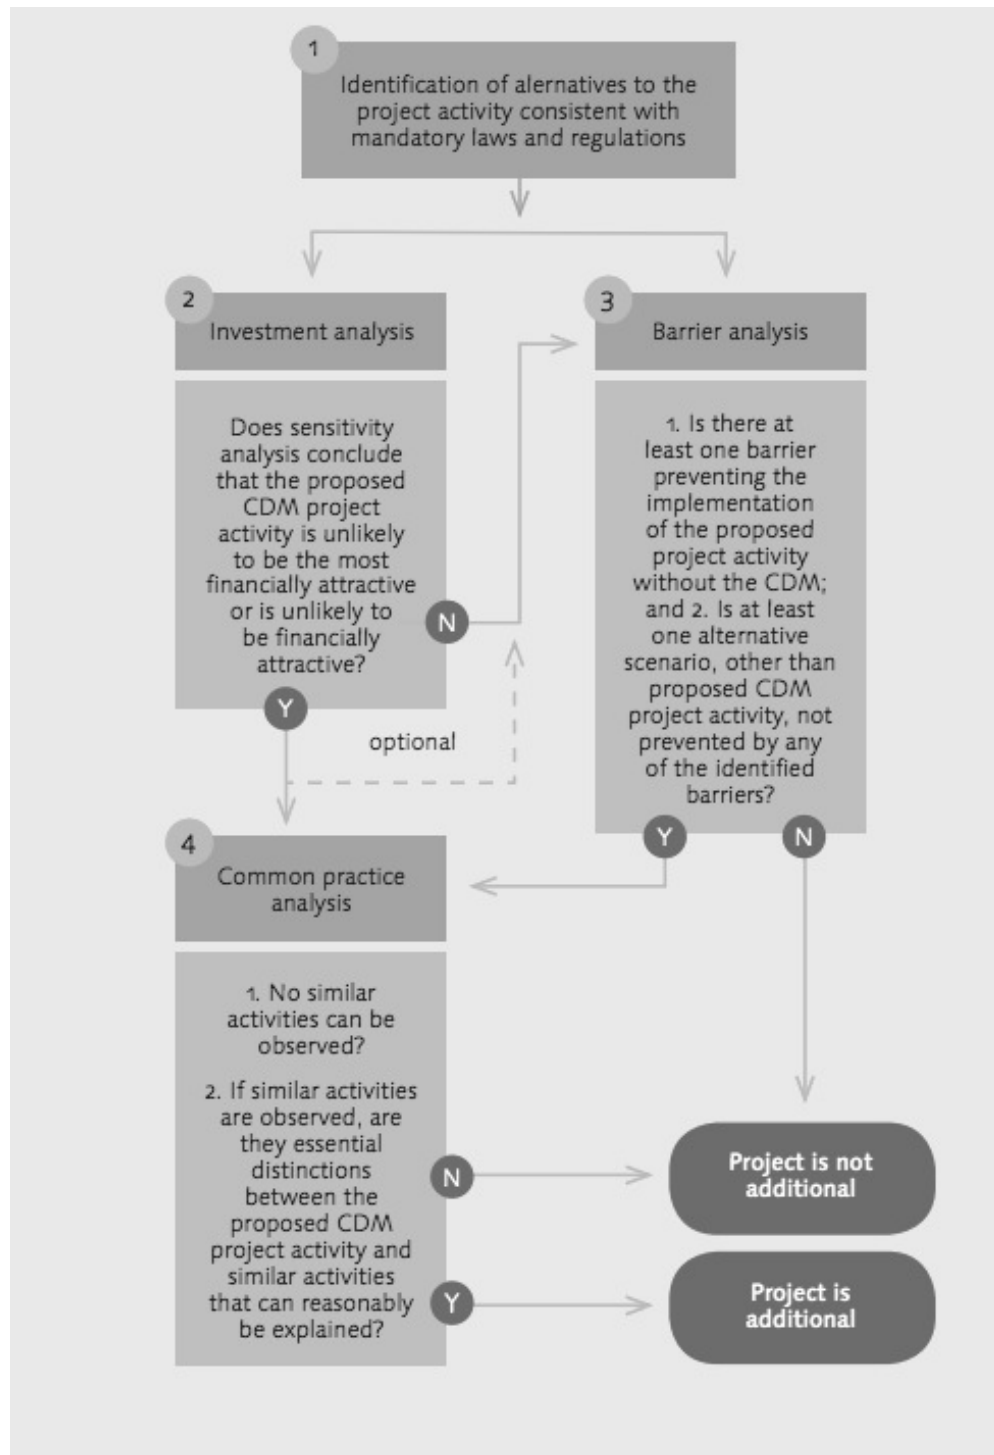 1
Identification of alernatives to the
project activity consistent with
mandatory laws and regulations
2
Investment analysis
Does sensitivity
analysis conclude
that the proposed
CDM project
activity is unlikely
to be the most
financially attractive
or is unlikely to
be financially
attractive?
N
Y
optional
3
Barrier analysis
1. Is there at
least one barrier
preventing the
implementation
of the proposed
project activity
without the CDM;
and 2. Is at least
one alternative
scenario, other than
proposed CDM
project activity, not
prevented by any
of the identified
barriers?
Y
N
4
Common practice
analysis
1. No similar
activities can be
observed?
2. If similar activities
are observed, are
they essential
distinctions
between the
proposed CDM
project activity and
similar activities
that can reasonably
be explained?
N
Y
Project is not
additional
Project is
additional